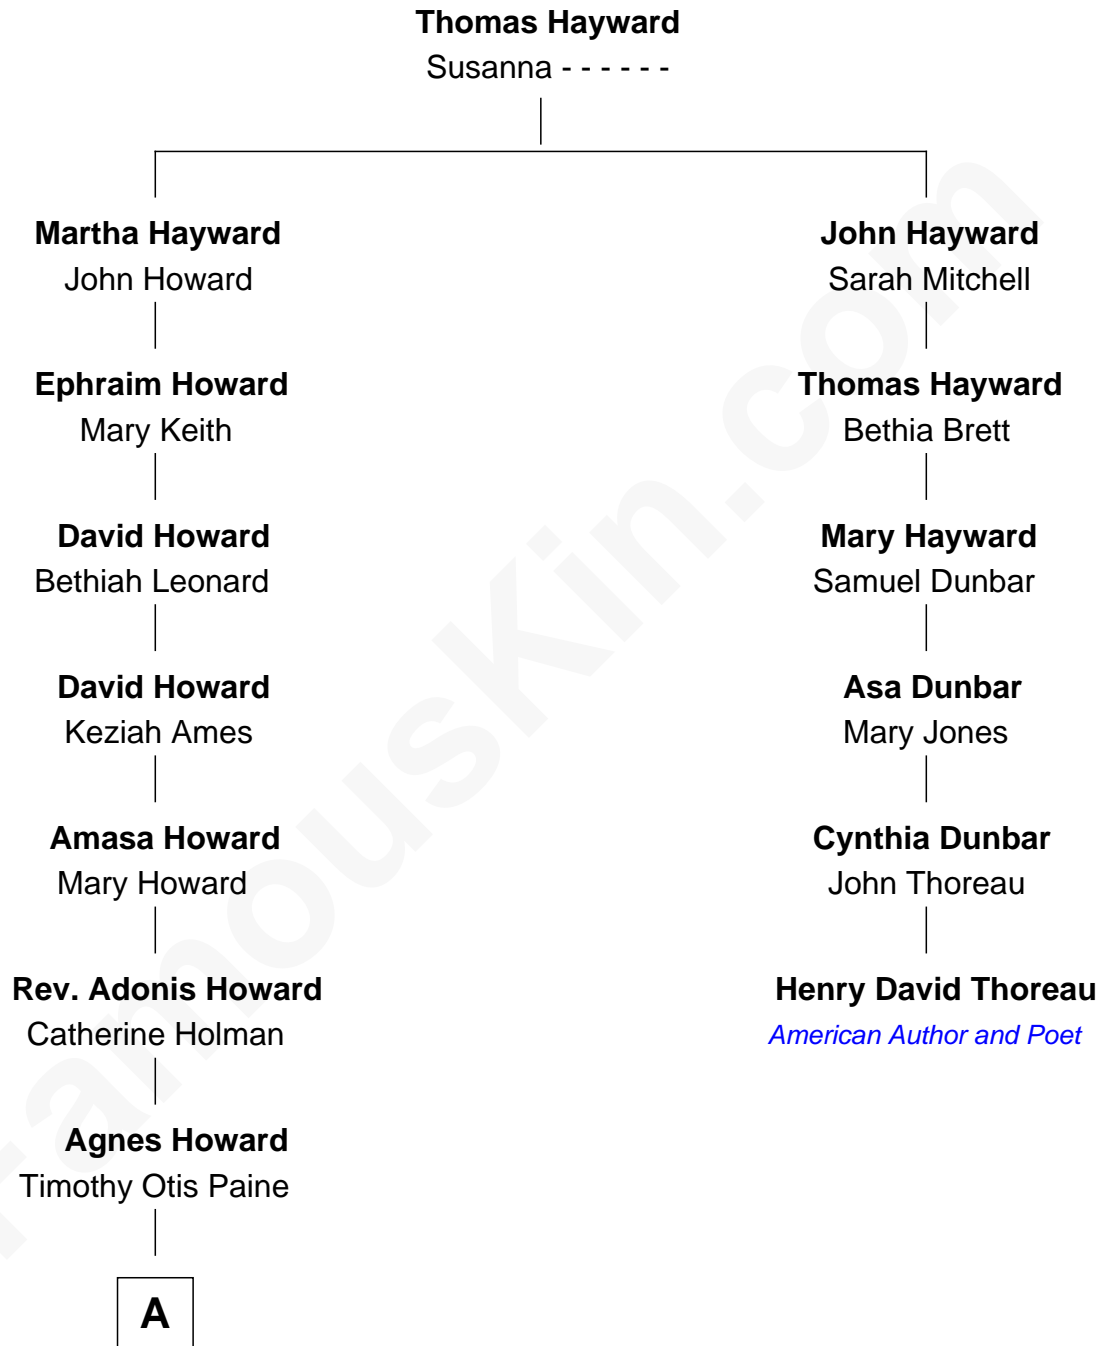 Thomas Hayward
Susanna - - - - - -
Martha Hayward
John Howard
John Hayward
Sarah Mitchell
Ephraim Howard
Mary Keith
Thomas Hayward
Bethia Brett
David Howard
Bethiah Leonard
Mary Hayward
Samuel Dunbar
David Howard
Keziah Ames
Asa Dunbar
Mary Jones
Amasa Howard
Mary Howard
Cynthia Dunbar
John Thoreau
Rev. Adonis Howard
Catherine Holman
Henry David Thoreau
American Author and Poet
Agnes Howard
Timothy Otis Paine
A
FamousKin.com